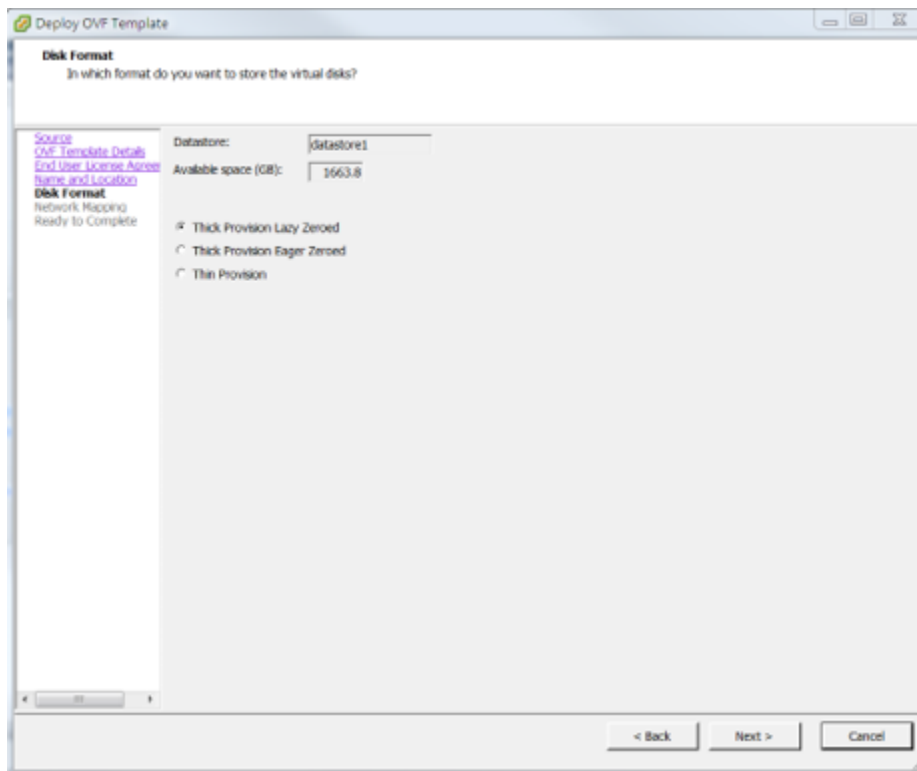 Deploy OVF Template
Disk Format
In which format do you want to store the virtual disks?
Source
OVF Template Details
End User License Agreem
Name and Location
Disk Format
Network Mapping
Ready to Complete
Datastore:
datastore1
Available space (GB):
1663.8
Thick Provision Lazy Zeroed
Thick Provision Eager Zeroed
Thin Provision
< Back
Next >
Cancel